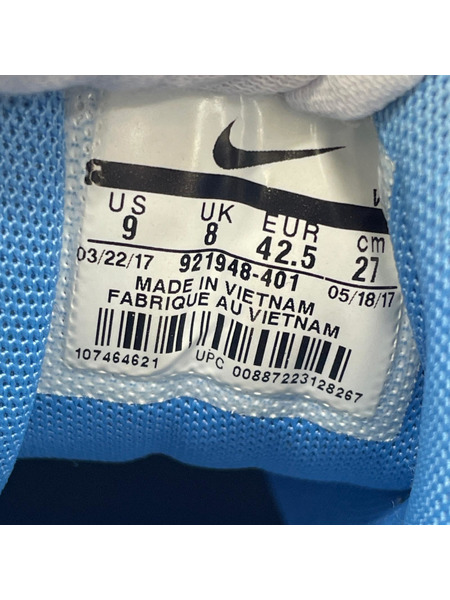 US UK EUR cm
9 8 42.5 27
03/22/17 921948-401 05/18/17
MADE IN VIETNAM
FABRIQUE AU VIETNAM
107464621 UPC 00887223128267